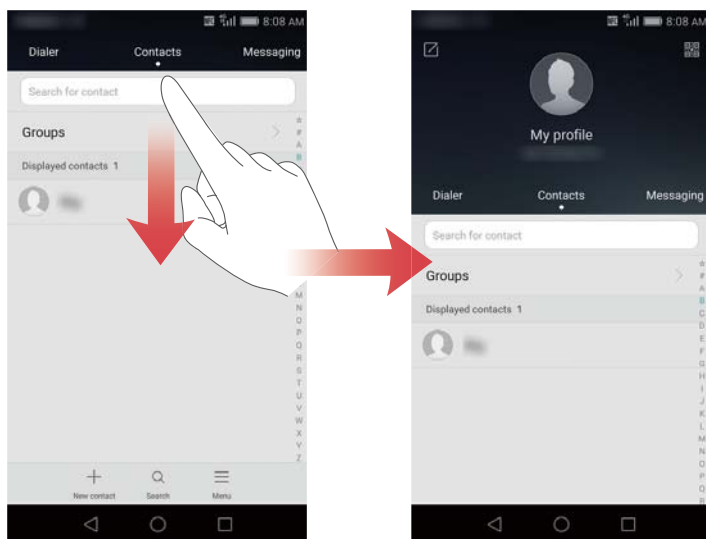 8:08 AM
Dialer Contacts Messaging
Search for contact
Groups
Displayed contacts 1
#
A
B
M
N
O
P
Q
R
S
T
U
V
W
X
Y
Z
New contact Search Menu
8:08 AM
My profile
Dialer Contacts Messaging
Search for contact
Groups
Displayed contacts 1
#
A
B
C
D
E
F
G
H
I
J
K
L
M
N
O
P
Q
R